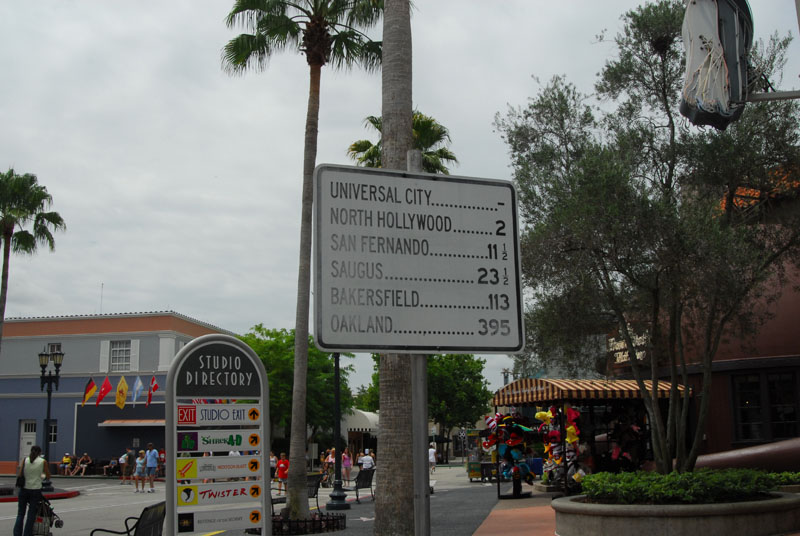 UNIVERSAL CITY............. –
NORTH HOLLYWOOD....... 2
SAN FERNANDO........... 11 1/2
SAUGUS.................. 23 1/2
BAKERSFIELD............. 113
OAKLAND................. 395
STUDIO
DIRECTORY
EXIT STUDIO EXIT
SHREK 4-D
TWISTER